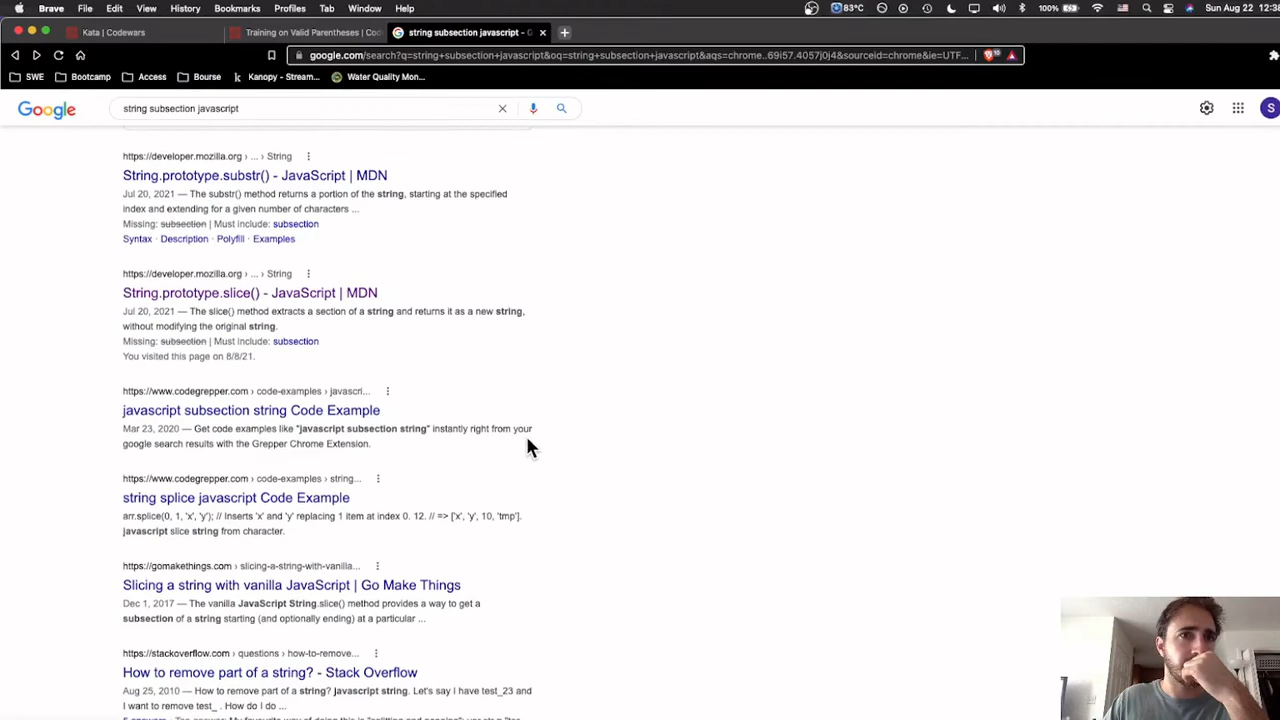 Brave File Edit View History Bookmarks Profiles Tab Window Help 83°C 100% Sun Aug 22 12:38
Kata | Codewars
Training on Valid Parentheses | Cod
string subsection javascript - G
google.com/search?q=string+subsection+javascript&oq=string+subsection+javascript&aqs=chrome..69i57.4057j0j4&sourceid=chrome&ie=UTF...
SWE Bootcamp Access Bourse Kanopy - Stream... Water Quality Mon...
Google
string subsection javascript
S
https://developer.mozilla.org › ... › String
String.prototype.substr() - JavaScript | MDN
Jul 20, 2021 — The substr() method returns a portion of the string, starting at the specified
index and extending for a given number of characters ...
Missing: subsection | Must include: subsection
Syntax · Description · Polyfill · Examples
https://developer.mozilla.org › ... › String
String.prototype.slice() - JavaScript | MDN
Jul 20, 2021 — The slice() method extracts a section of a string and returns it as a new string,
without modifying the original string.
Missing: subsection | Must include: subsection
You visited this page on 8/8/21.
https://www.codegrepper.com › code-examples › javascri...
javascript subsection string Code Example
Mar 23, 2020 — Get code examples like "javascript subsection string" instantly right from your
google search results with the Grepper Chrome Extension.
https://www.codegrepper.com › code-examples › string...
string splice javascript Code Example
arr.splice(0, 1, 'x', 'y'); // Inserts 'x' and 'y' replacing 1 item at index 0. 12. // => ['x', 'y', 10, 'tmp'].
javascript slice string from character.
https://gomakethings.com › slicing-a-string-with-vanilla...
Slicing a string with vanilla JavaScript | Go Make Things
Dec 1, 2017 — The vanilla JavaScript String.slice() method provides a way to get a
subsection of a string starting (and optionally ending) at a particular ...
https://stackoverflow.com › questions › how-to-remove...
How to remove part of a string? - Stack Overflow
Aug 25, 2010 — How to remove part of a string? javascript string. Let's say I have test_23 and
I want to remove test_ . How do I do ...